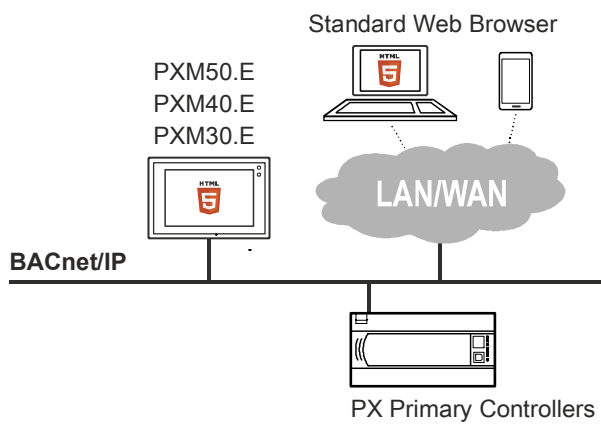 Standard Web Browser
PXM50.E
PXM40.E
PXM30.E
HTML
5
HTML
5
LAN/WAN
BACnet/IP
PX Primary Controllers